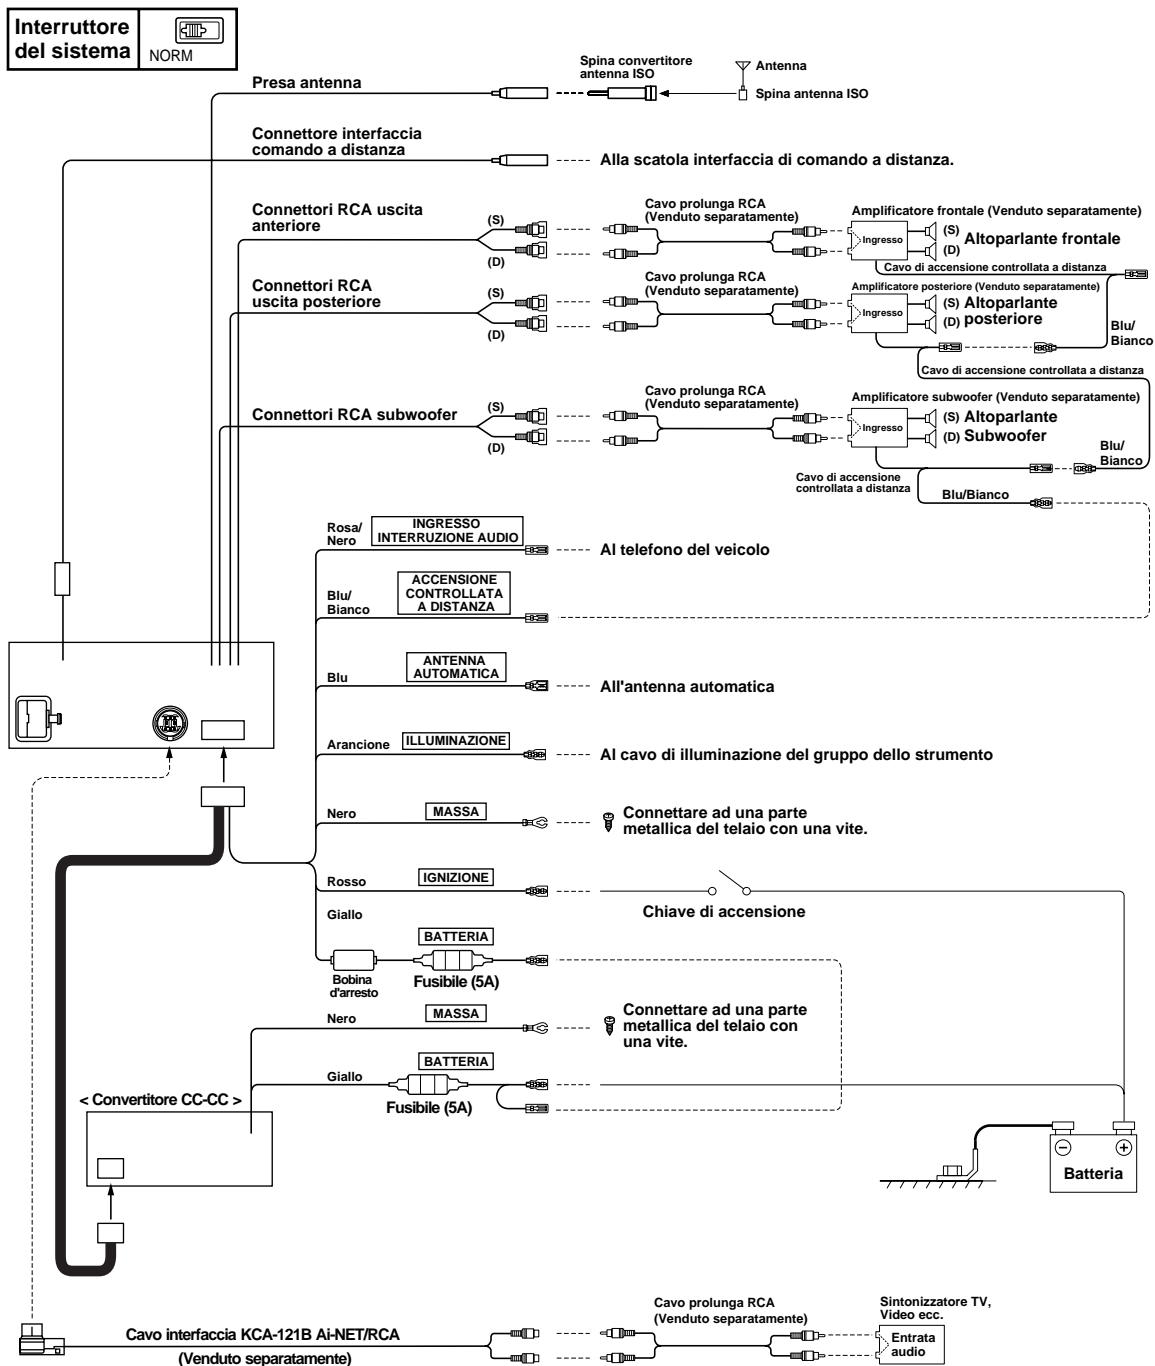 Interruttore
del sistema
NORM
Presa antenna
Spina convertitore
antenna ISO
Antenna
Spina antenna ISO
Connettore interfaccia
comando a distanza
Alla scatola interfaccia di comando a distanza.
Connettori RCA uscita
anteriore
(S)
(D)
Cavo prolunga RCA
(Venduto separatamente)
Amplificatore frontale (Venduto separatamente)
Ingresso
(S)
(D)
Altoparlante frontale
Cavo di accensione controllata a distanza
Connettori RCA
uscita posteriore
(S)
(D)
Cavo prolunga RCA
(Venduto separatamente)
Amplificatore posteriore (Venduto separatamente)
Ingresso
(S) Altoparlante
(D) posteriore
Blu/
Bianco
Cavo di accensione controllata a distanza
Connettori RCA subwoofer
(S)
(D)
Cavo prolunga RCA
(Venduto separatamente)
Amplificatore subwoofer (Venduto separatamente)
Ingresso
(S) Altoparlante
(D) Subwoofer
Blu/
Bianco
Cavo di accensione
controllata a distanza
Blu/Bianco
Rosa/
Nero
INGRESSO
INTERRUZIONE AUDIO
Al telefono del veicolo
Blu/
Bianco
ACCENSIONE
CONTROLLATA
A DISTANZA
Blu
ANTENNA
AUTOMATICA
All'antenna automatica
Arancione
ILLUMINAZIONE
Al cavo di illuminazione del gruppo dello strumento
Nero
MASSA
Connettare ad una parte
metallica del telaio con una vite.
Rosso
IGNIZIONE
Chiave di accensione
Giallo
BATTERIA
Bobina
d'arresto
Fusibile (5A)
Nero
MASSA
Connettare ad una parte
metallica del telaio con
una vite.
Giallo
BATTERIA
Fusibile (5A)
< Convertitore CC-CC >
Batteria
Cavo interfaccia KCA-121B Ai-NET/RCA
(Venduto separatamente)
Cavo prolunga RCA
(Venduto separatamente)
Sintonizzatore TV,
Video ecc.
Entrata
audio